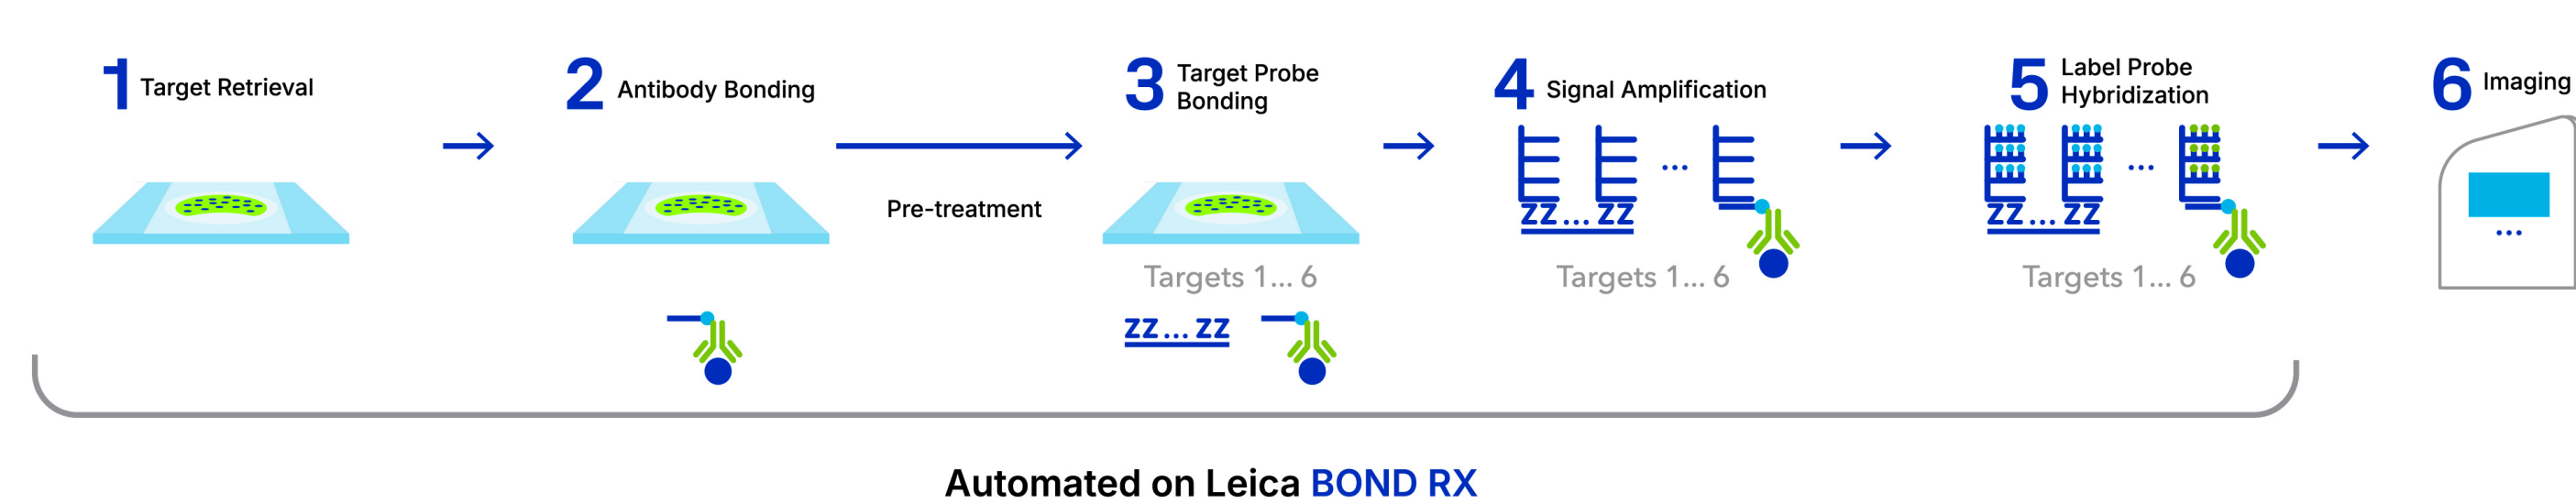 1 Target Retrieval
2 Antibody Bonding
Pre-treatment
3 Target Probe
Bonding
Targets 1... 6
ZZ...ZZ
4 Signal Amplification
ZZ...ZZ
...
Targets 1... 6
5 Label Probe
Hybridization
ZZ...ZZ
...
Targets 1... 6
6 Imaging
...
Automated on Leica BOND RX